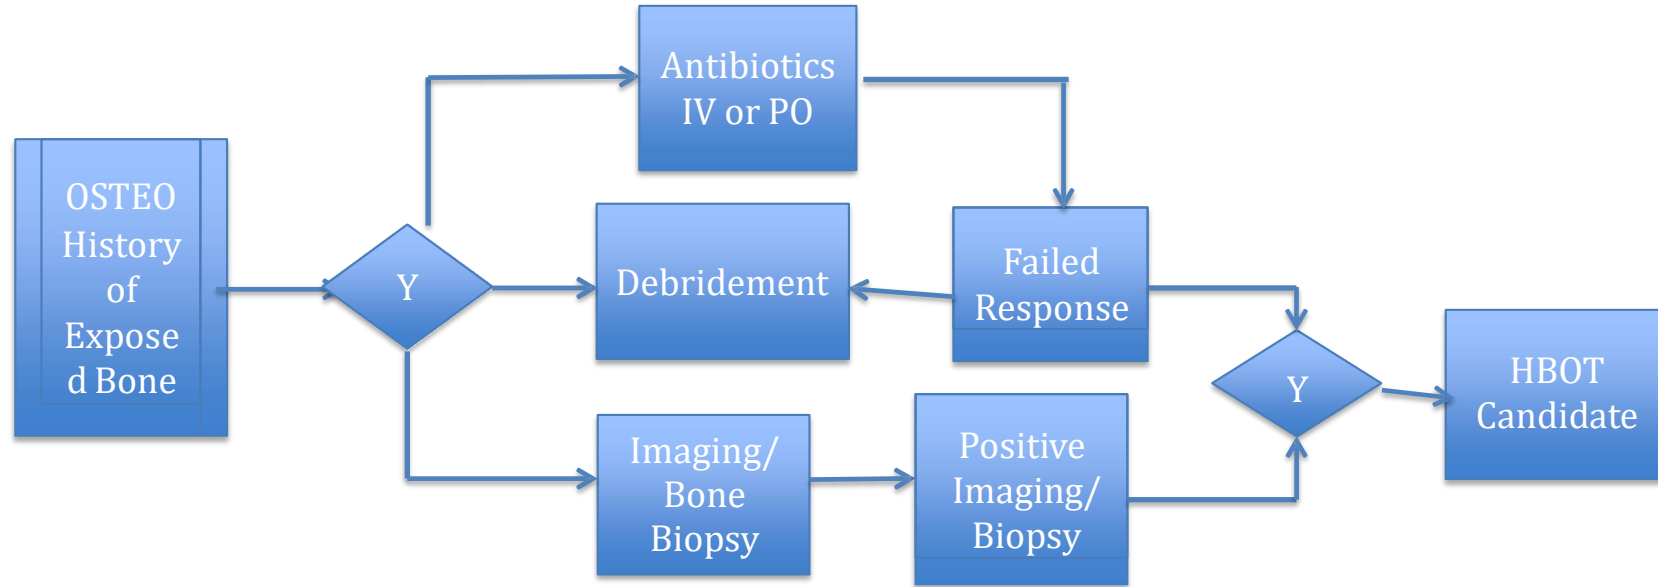 OSTEO
History
of
Expose
d Bone
Y
Antibiotics
IV or PO
Debridement
Imaging/
Bone
Biopsy
Failed
Response
Positive
Imaging/
Biopsy
Y
HBOT
Candidate